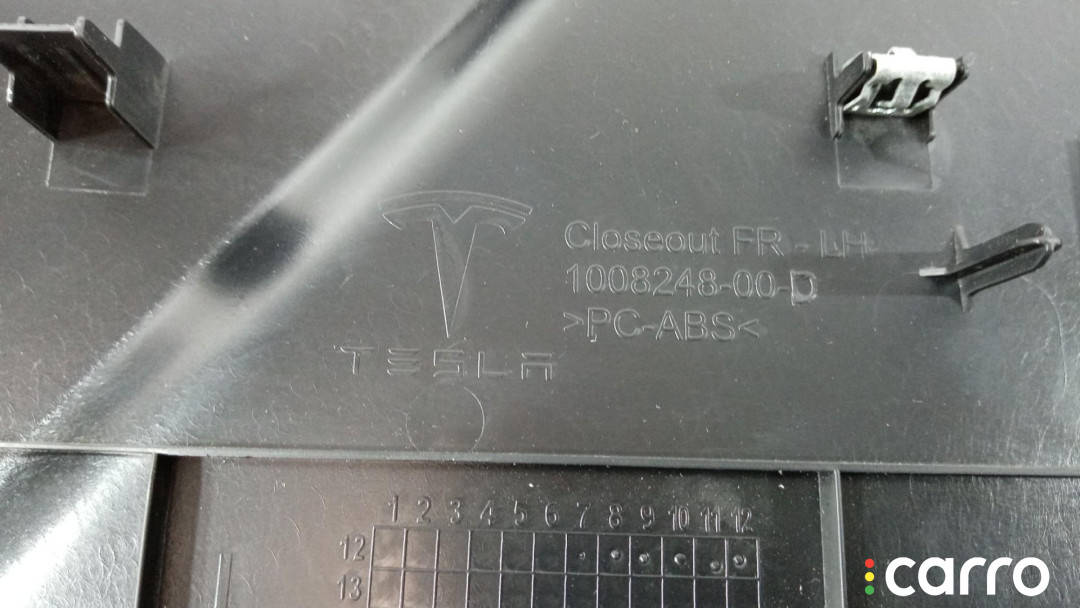 Closeout FR - LH
1008248-00-D
>PC-ABS<
TESLA
1 2 3 4 5 6 7 8 9 10 11 12
12
13
carro